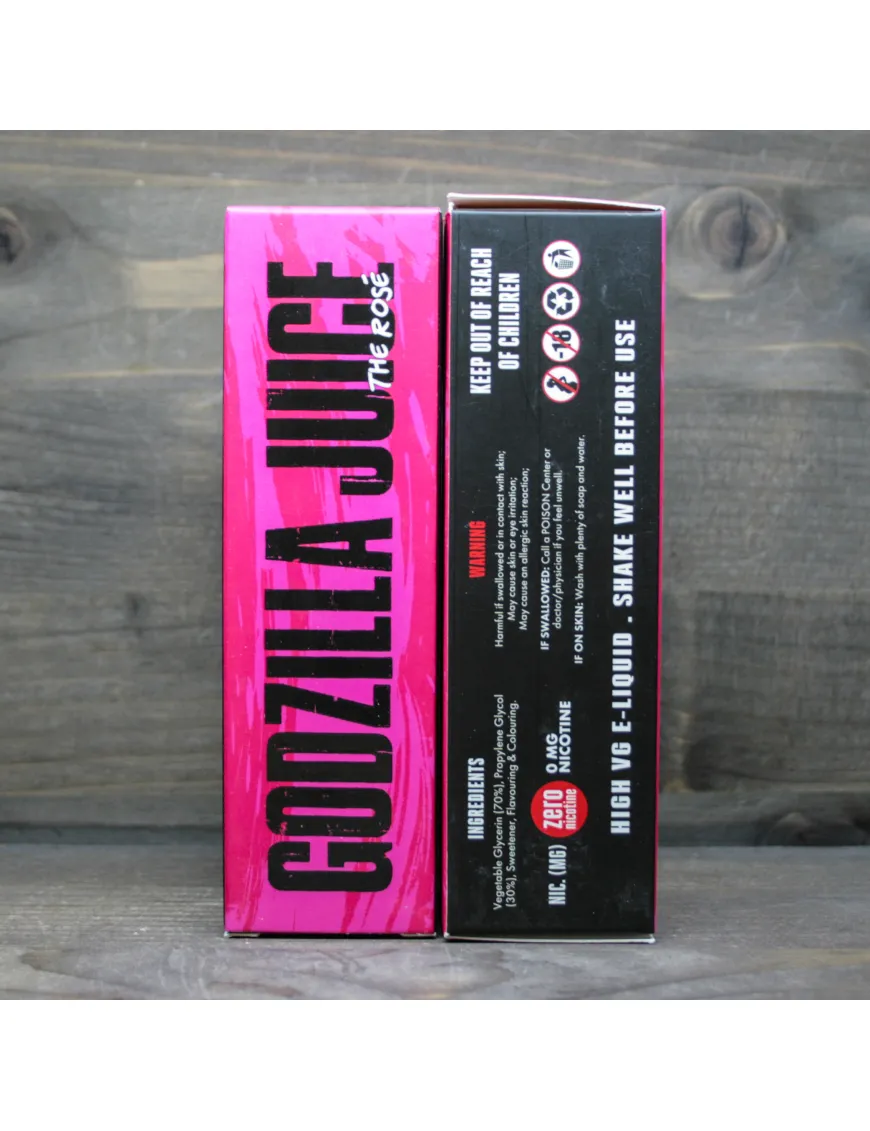 GODZILLA JUICE
THE ROSÉ
INGREDIENTS
Vegetable Glycerin (70%), Propylene Glycol
(30%), Sweetener, Flavouring & Colouring.
NIC. (MG)
zero
nicotine
0 MG
NICOTINE
WARNING
Harmful if swallowed or in contact with skin;
May cause skin or eye irritation;
May cause an allergic skin reaction;
IF SWALLOWED: Call a POISON Center or
doctor/physician if you feel unwell.
IF ON SKIN: Wash with plenty of soap and water.
KEEP OUT OF REACH
OF CHILDREN
-18
HIGH VG E-LIQUID . SHAKE WELL BEFORE USE